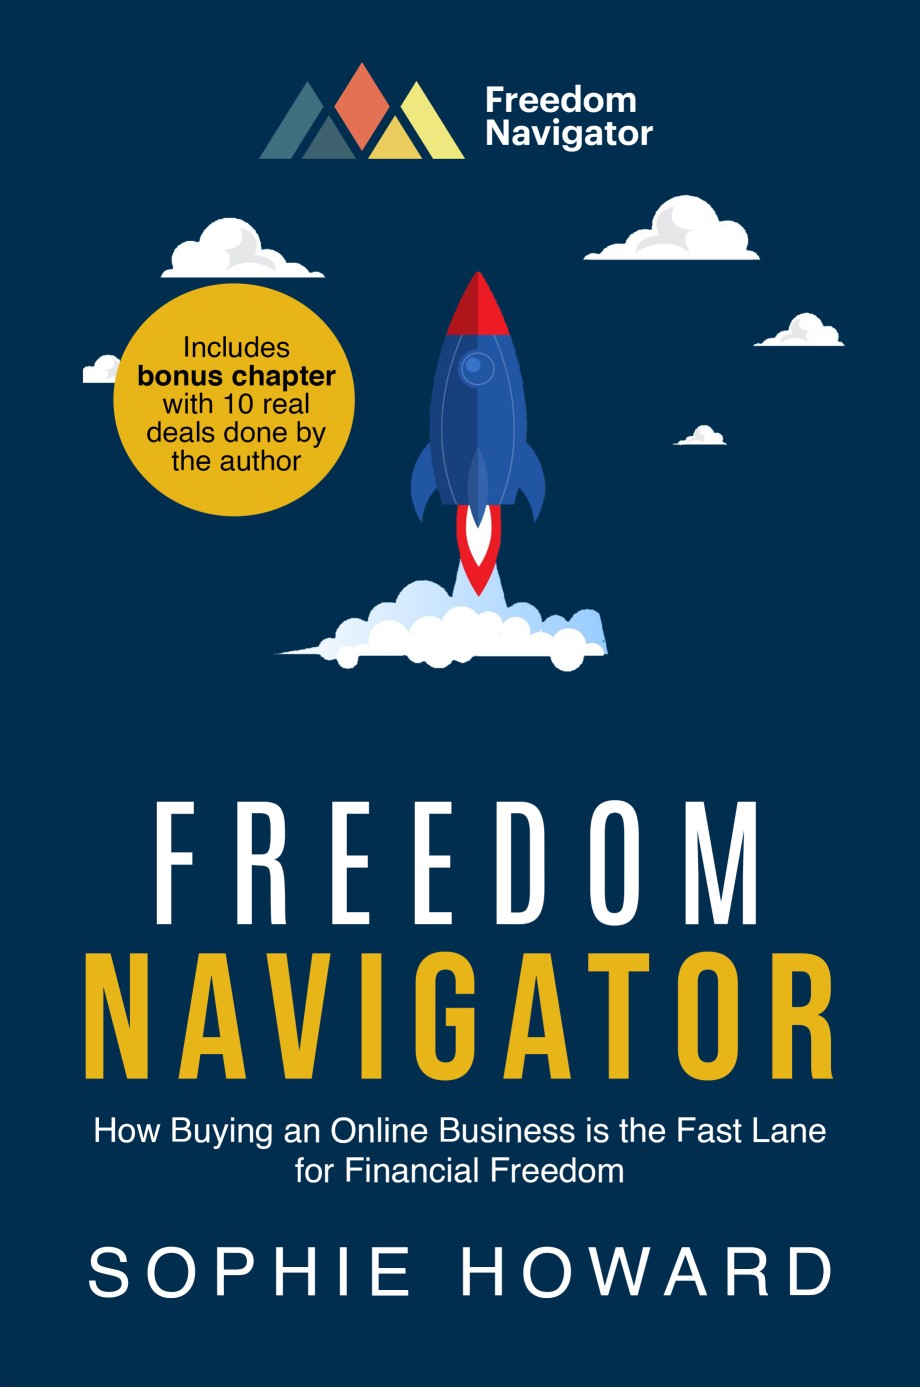 Freedom
Navigator
Includes
bonus chapter
with 10 real
deals done by
the author
FREEDOM
NAVIGATOR
How Buying an Online Business is the Fast Lane
for Financial Freedom
SOPHIE HOWARD